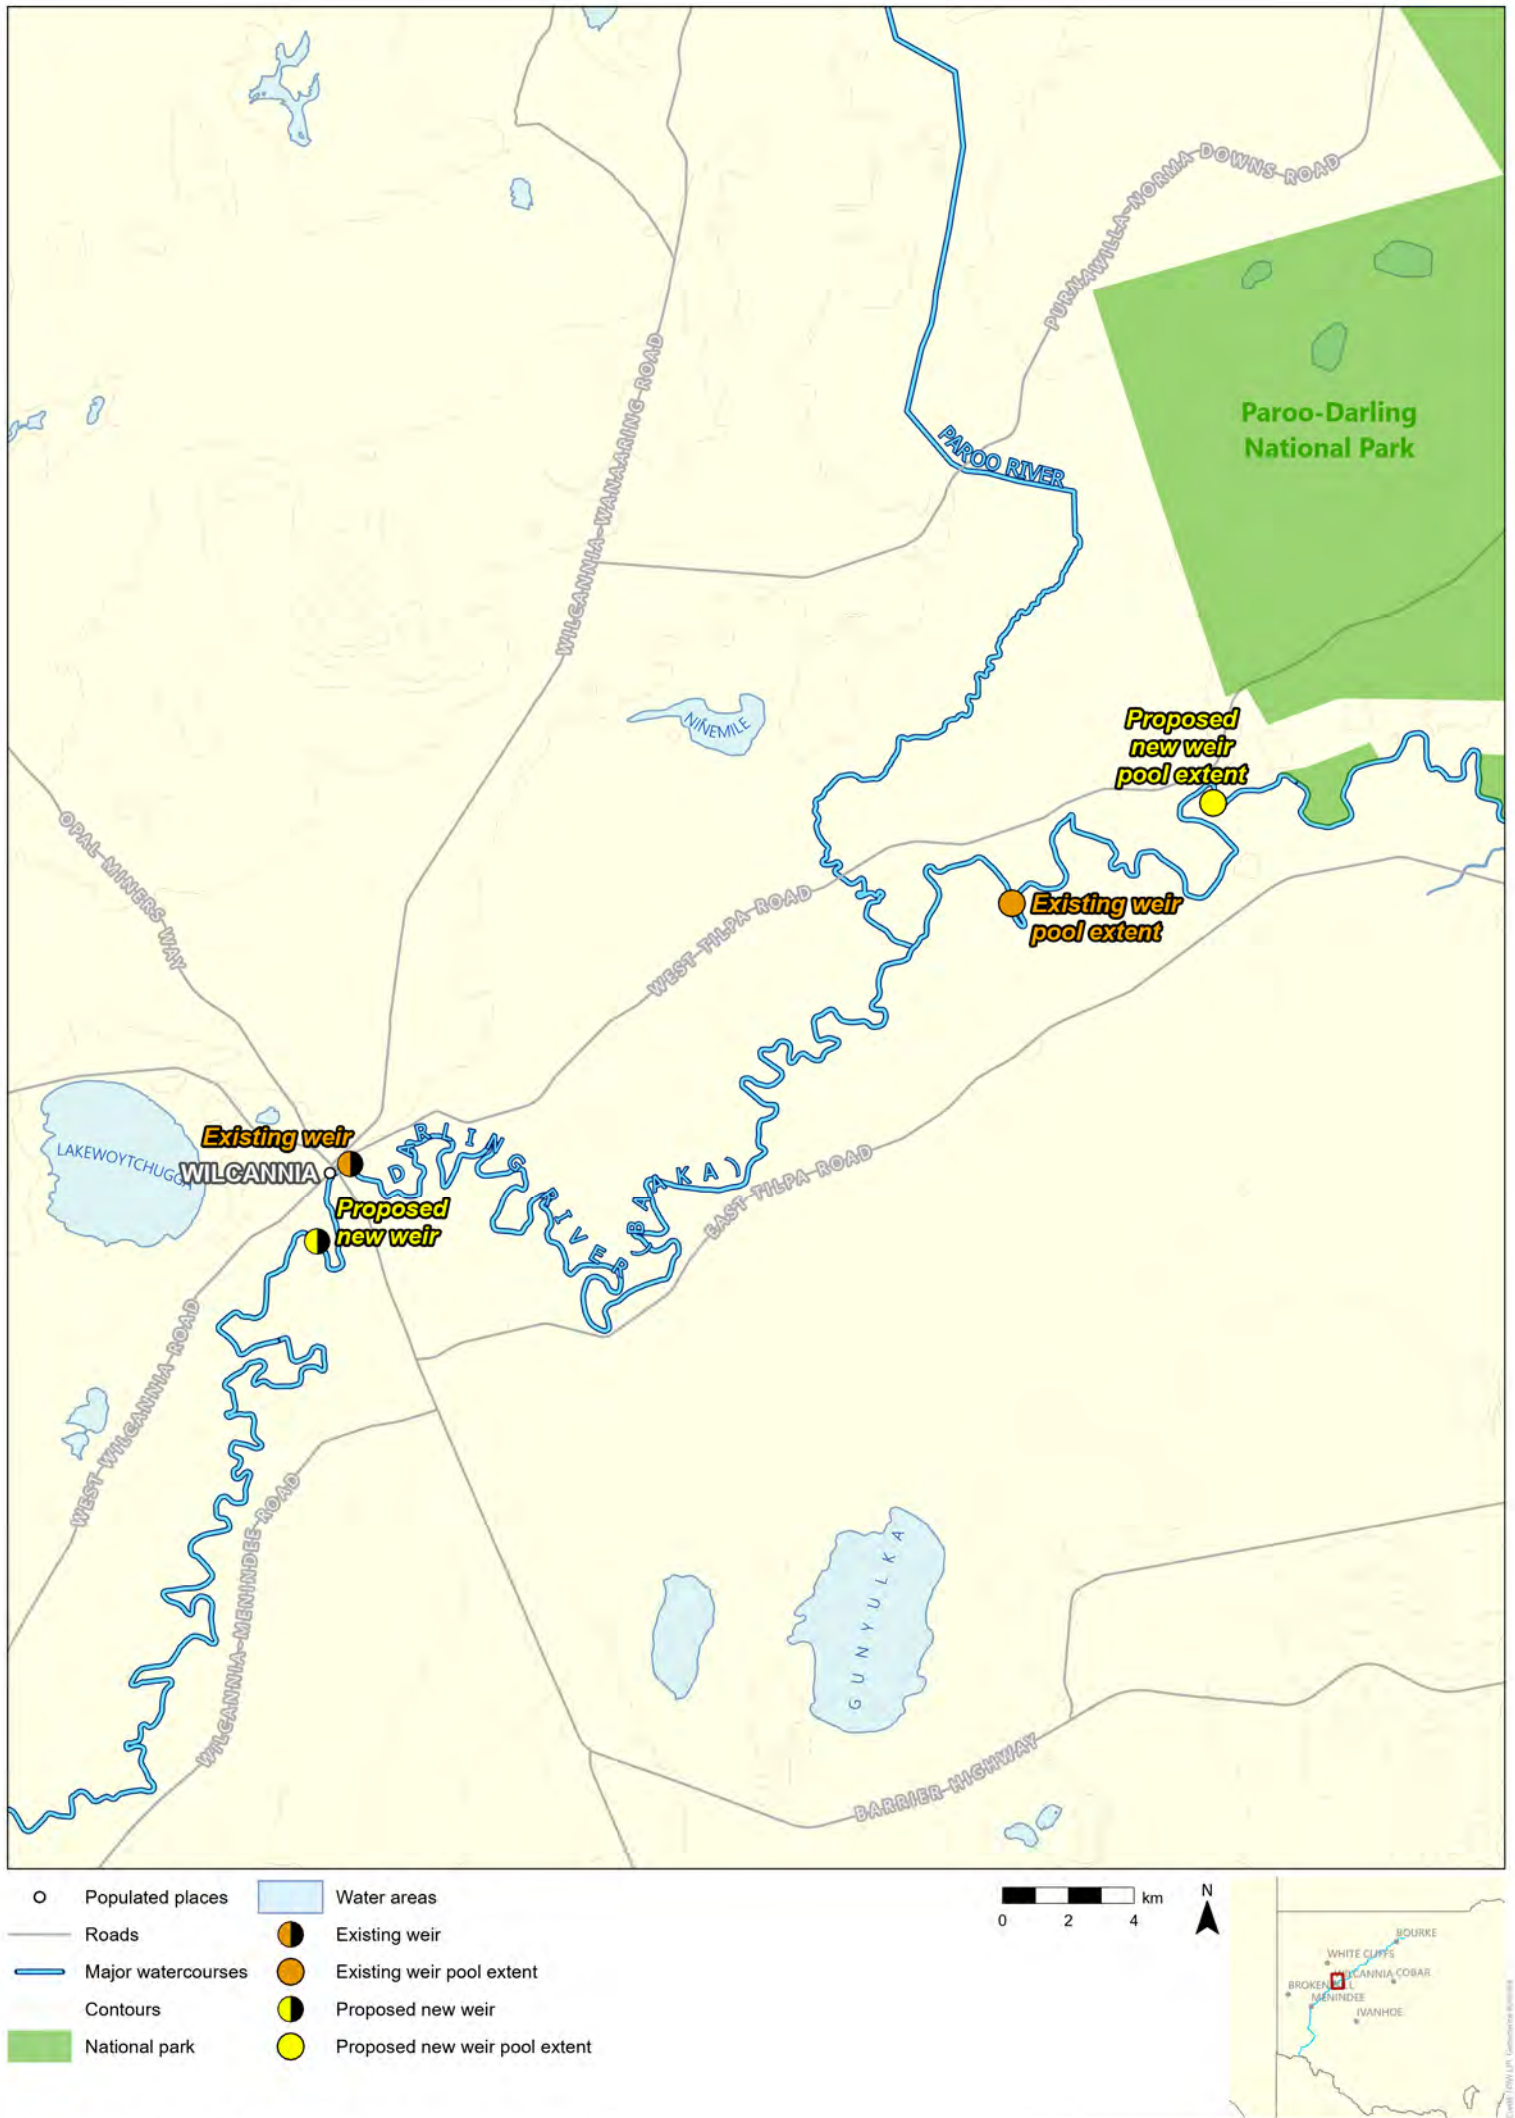 PURNAWILLA-NORMA DOWNS ROAD
WILCANNIA-WANAARING ROAD
Paroo-Darling
National Park
PAROO RIVER
NINEMILE
Proposed
new weir
pool extent
OPAL MINERS WAY
WEST TILPA ROAD
Existing weir
pool extent
LAKE WOYTCHUGGA
Existing weir
WILCANNIA
DARLING RIVER (BAAKA)
EAST TILPA ROAD
Proposed
new weir
WEST WILCANNIA ROAD
WILCANNIA-MENINDEE ROAD
GUNYULKA
BARRIER HIGHWAY
Populated places
Roads
Major watercourses
Contours
National park
Water areas
Existing weir
Existing weir pool extent
Proposed new weir
Proposed new weir pool extent
km
0 2 4
N
BOURKE
WHITE CLIFFS
WILCANNIA
COBAR
BROKEN HILL
MENINDEE
IVANHOE